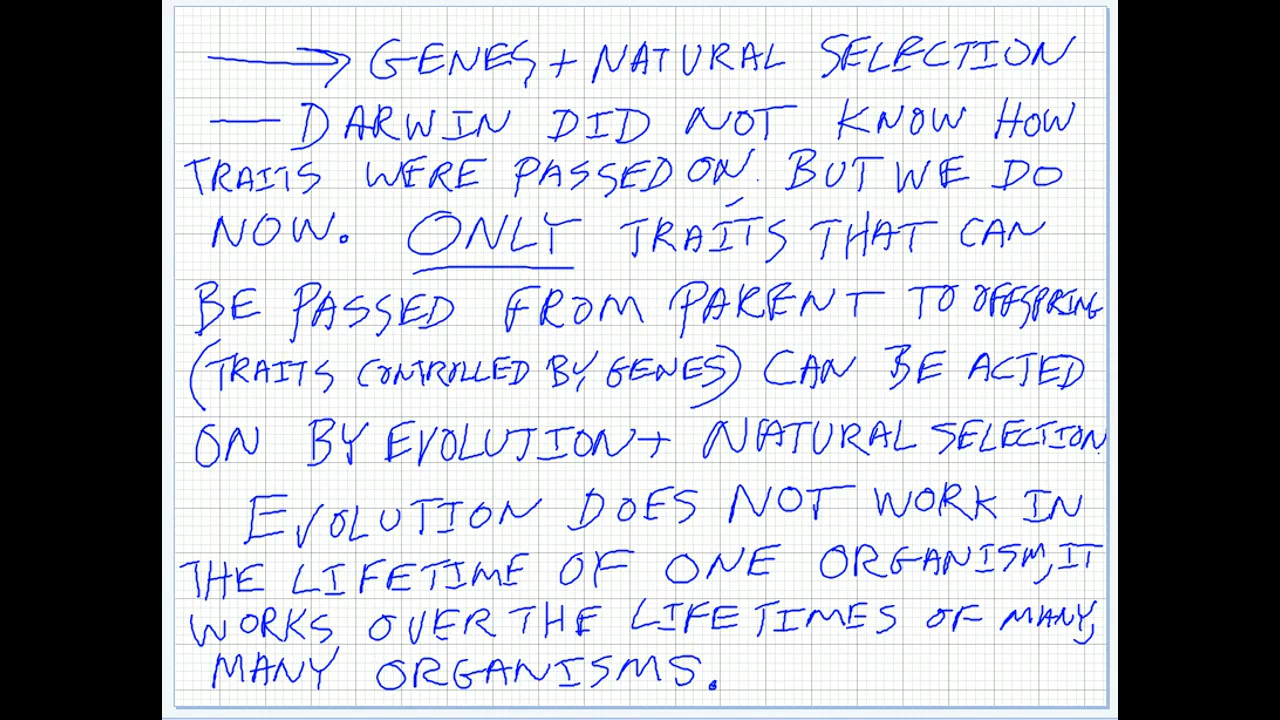 → GENES + NATURAL SELECTION
— DARWIN DID NOT KNOW HOW
TRAITS WERE PASSED ON. BUT WE DO
NOW. ONLY TRAITS THAT CAN
BE PASSED FROM PARENT TO OFFSPRING
(TRAITS CONTROLLED BY GENES) CAN BE ACTED
ON BY EVOLUTION + NATURAL SELECTION.
EVOLUTION DOES NOT WORK IN
THE LIFETIME OF ONE ORGANISM, IT
WORKS OVER THE LIFETIMES OF MANY,
MANY ORGANISMS.